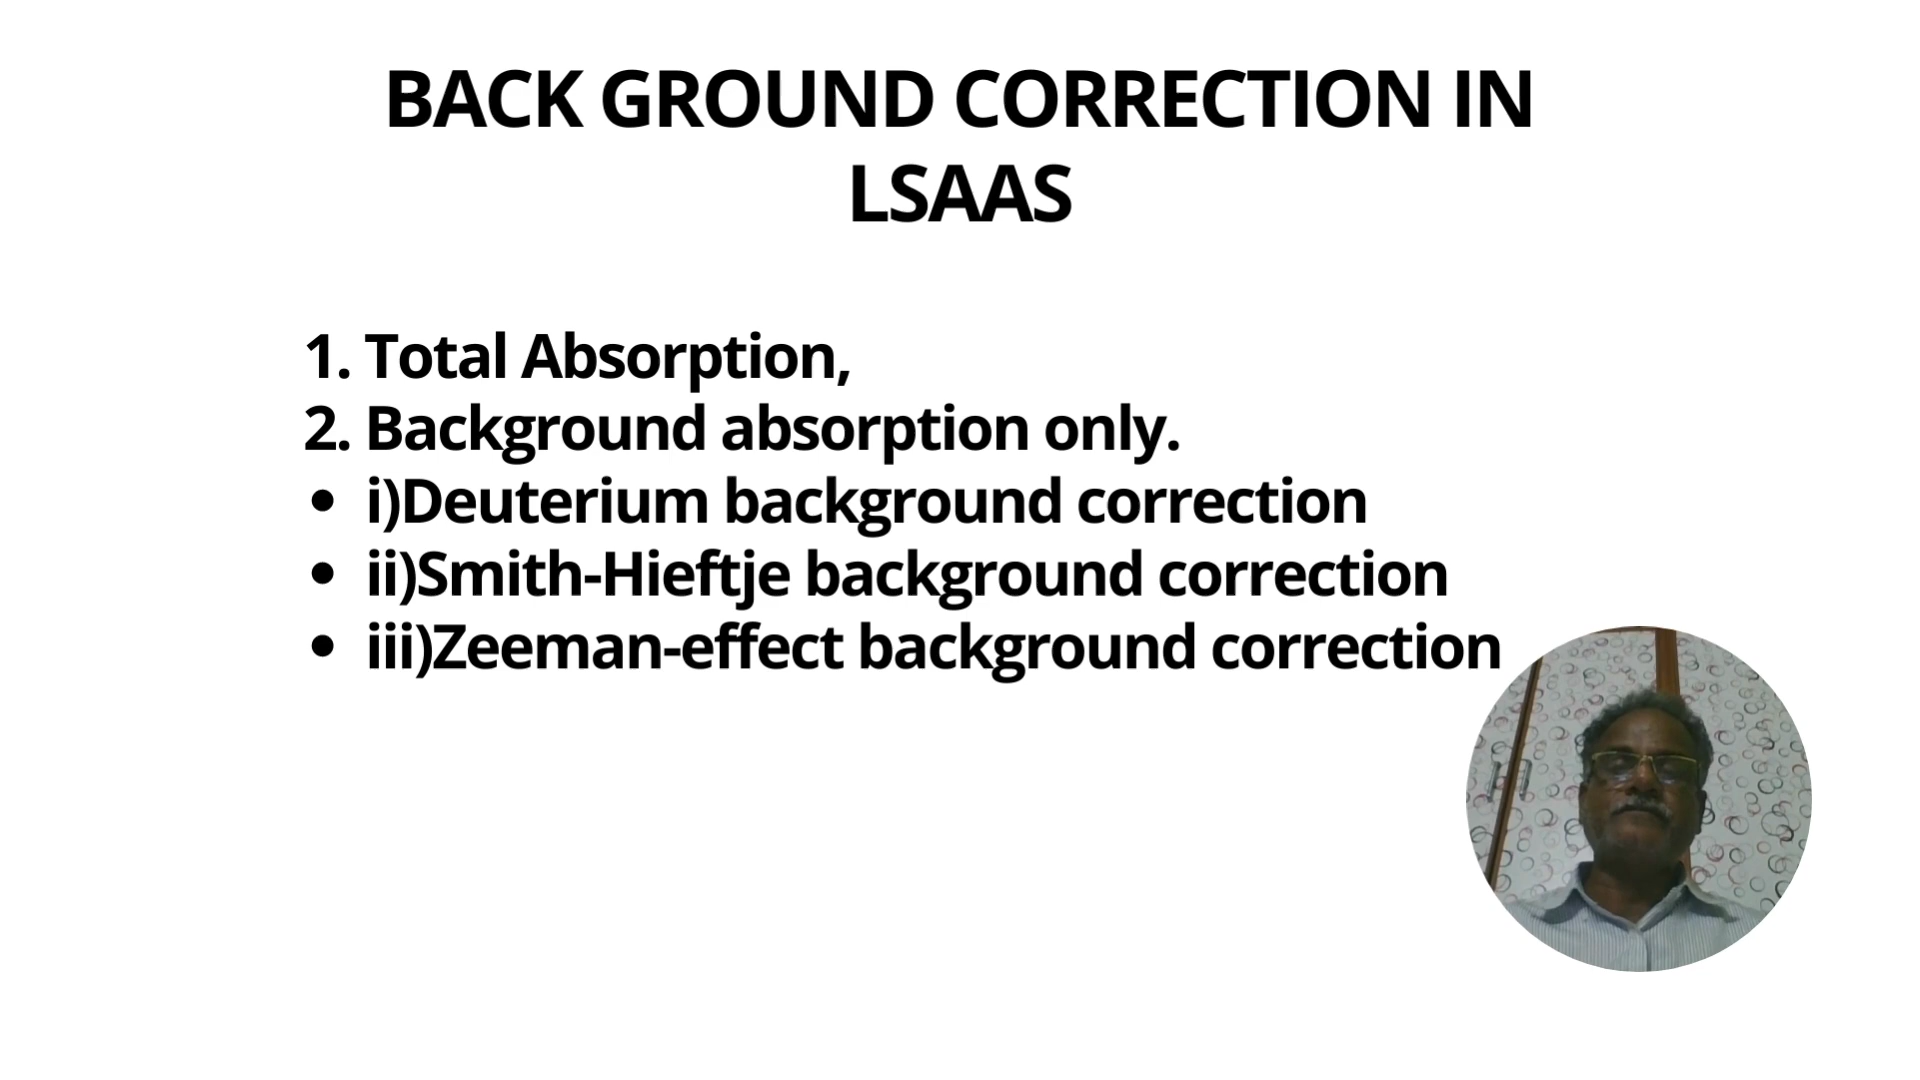 BACK GROUND CORRECTION IN
LSAAS
1. Total Absorption,
2. Background absorption only.
• i)Deuterium background correction
• ii)Smith-Hieftje background correction
• iii)Zeeman-effect background correction